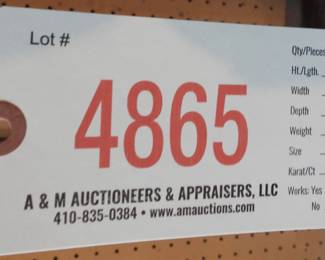 Lot #
4865
A & M AUCTIONEERS & APPRAISERS, LLC
410-835-0384 • www.amauctions.com
Qty/Pieces
Ht./Lgth.
Width
Depth
Weight
Size
Karat/Ct
Works: Yes
No